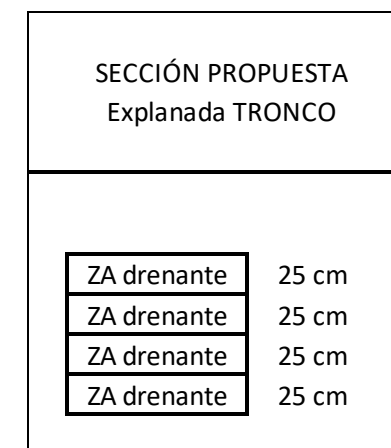 SECCIÓN PROPUESTA
Explanada TRONCO
ZA drenante 25 cm
ZA drenante 25 cm
ZA drenante 25 cm
ZA drenante 25 cm